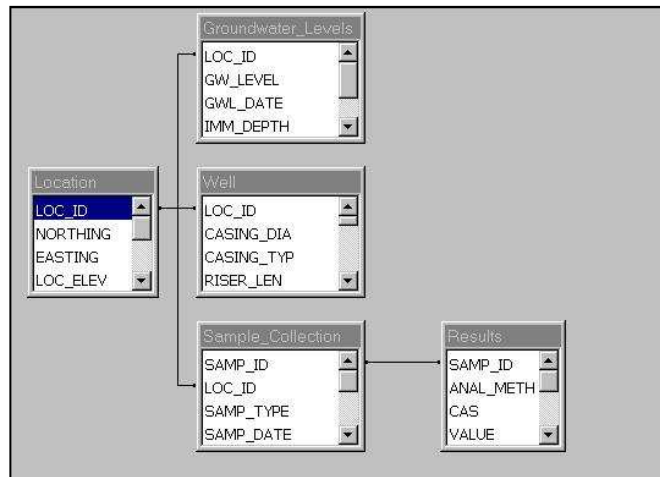 Groundwater_Levels
LOC_ID
GW_LEVEL
GWL_DATE
IMM_DEPTH
Location
LOC_ID
NORTHING
EASTING
LOC_ELEV
Well
LOC_ID
CASING_DIA
CASING_TYP
RISER_LEN
Sample_Collection
SAMP_ID
LOC_ID
SAMP_TYPE
SAMP_DATE
Results
SAMP_ID
ANAL_METH
CAS
VALUE